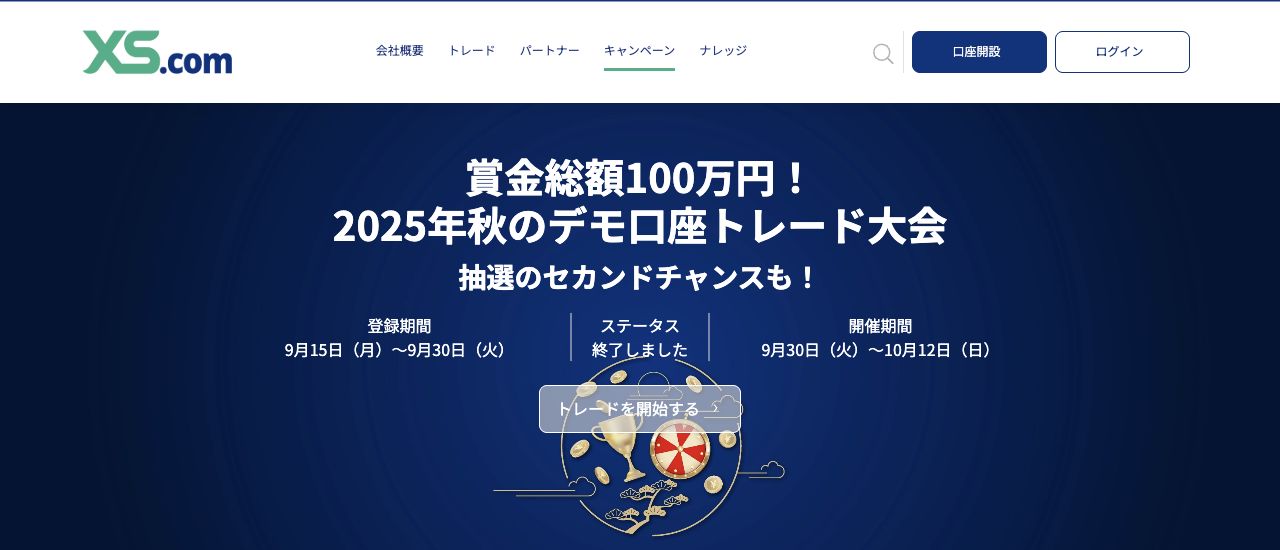 XS.com
会社概要
トレード
パートナー
キャンペーン
ナレッジ
口座開設
ログイン
賞金総額100万円！
2025年秋のデモ口座トレード大会
抽選のセカンドチャンスも！
登録期間
9月15日（月）～9月30日（火）
ステータス
終了しました
開催期間
9月30日（火）～10月12日（日）
トレードを開始する